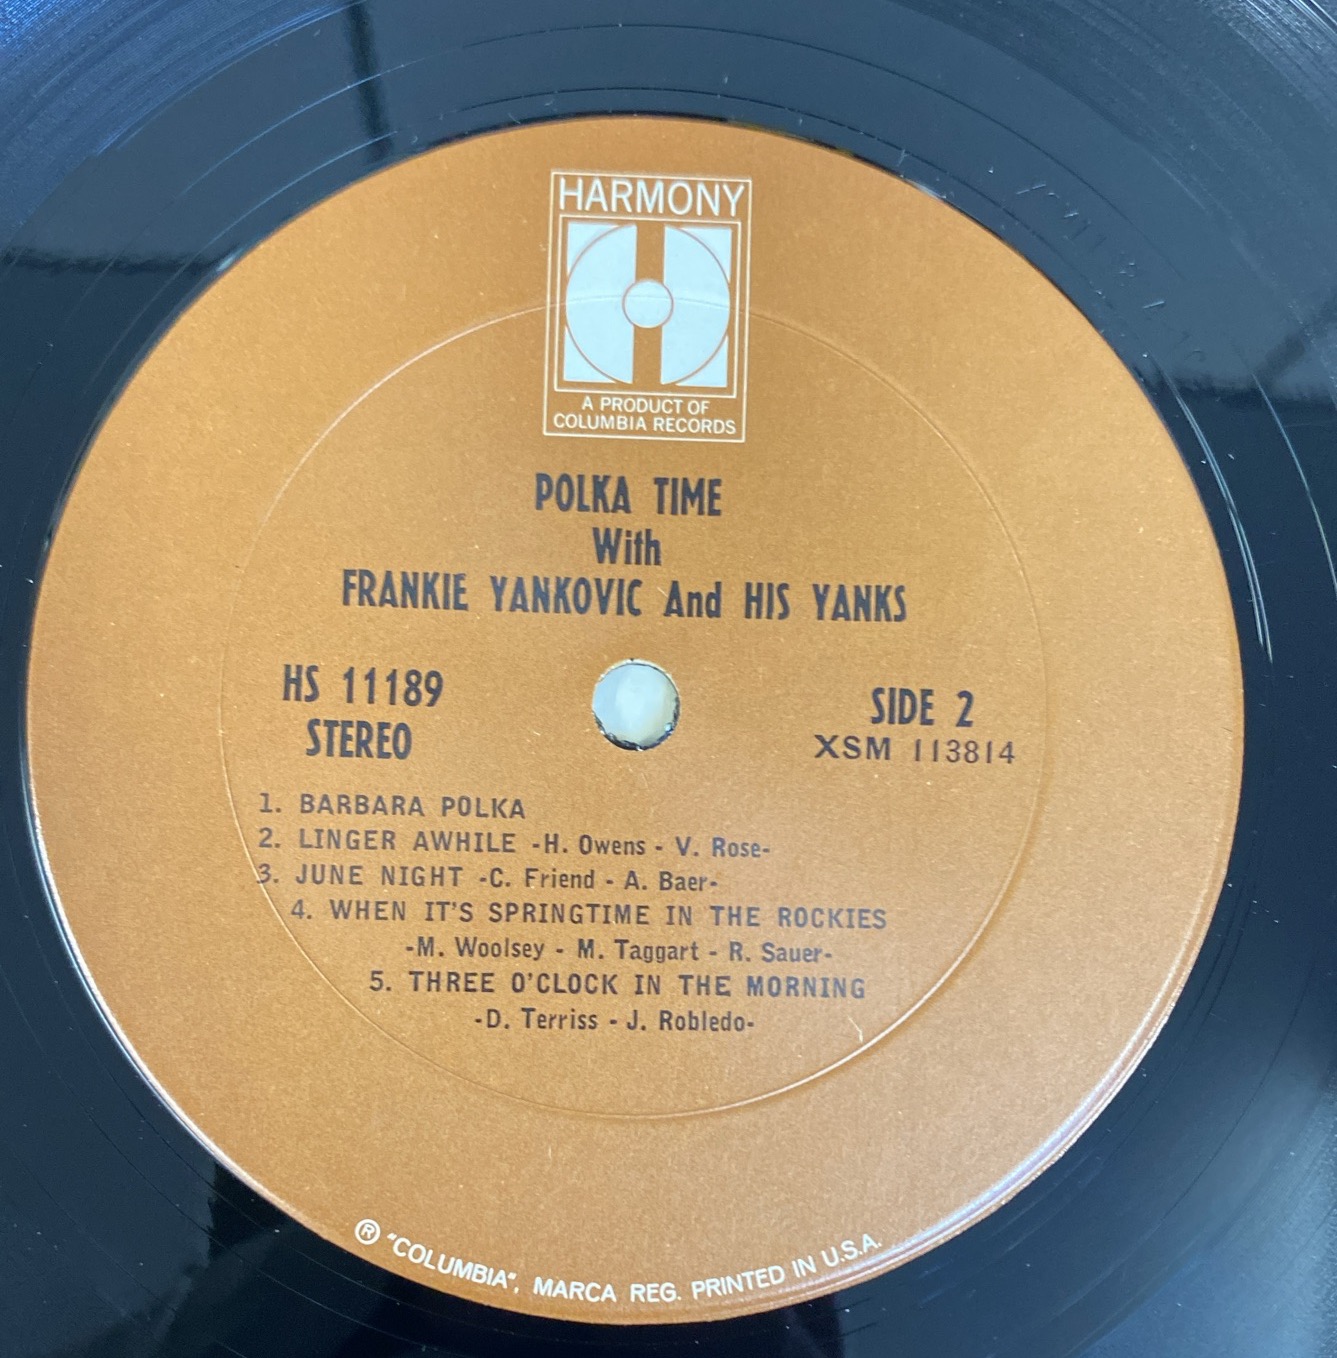 HARMONY
A PRODUCT OF
COLUMBIA RECORDS
POLKA TIME
With
FRANKIE YANKOVIC And HIS YANKS
HS 11189
STEREO
SIDE 2
XSM 113814
1. BARBARA POLKA
2. LINGER AWHILE -H. Owens - V. Rose-
3. JUNE NIGHT -C. Friend - A. Baer-
4. WHEN IT'S SPRINGTIME IN THE ROCKIES
-M. Woolsey - M. Taggart - R. Sauer-
5. THREE O'CLOCK IN THE MORNING
-D. Terriss - J. Robledo-
® "COLUMBIA", MARCA REG. PRINTED IN U.S.A.